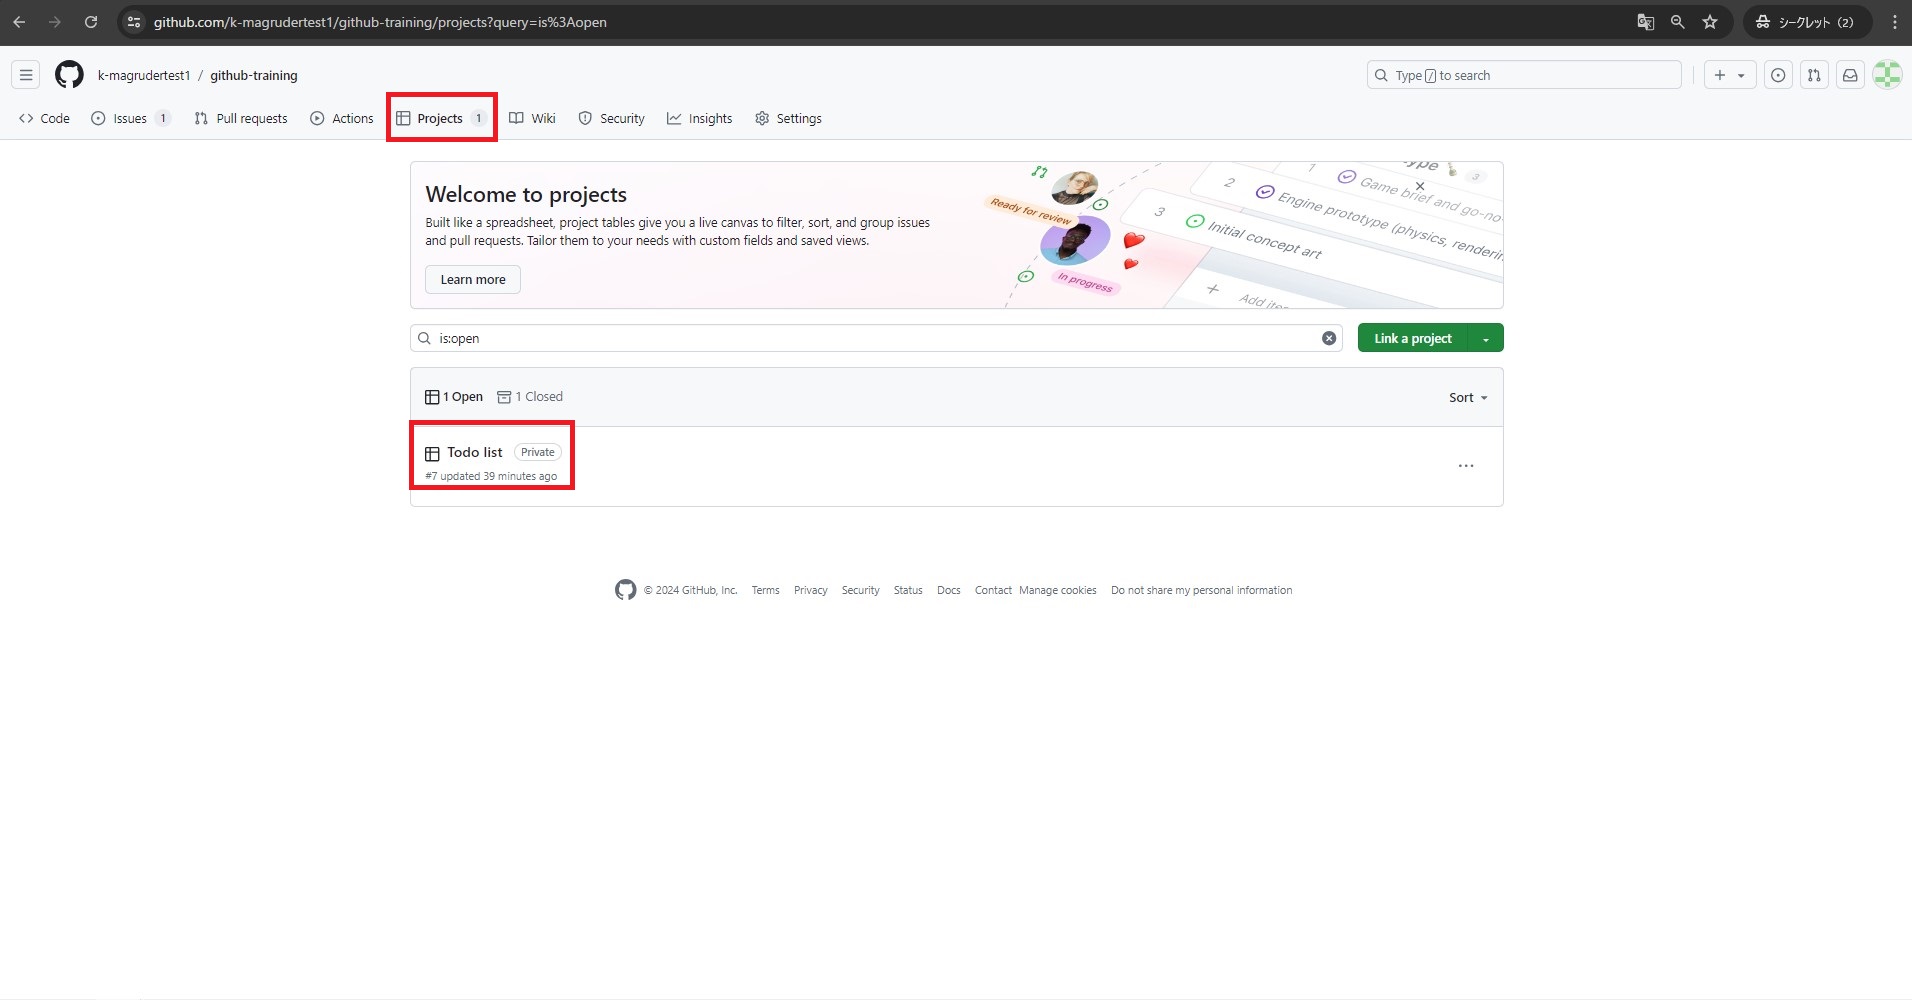 github.com/k-magrudertest1/github-training/projects?query=is%3Aopen
シークレット (2)
k-magrudertest1 / github-training
Type / to search
Code
Issues 1
Pull requests
Actions
Projects 1
Wiki
Security
Insights
Settings
Welcome to projects
Built like a spreadsheet, project tables give you a live canvas to filter, sort, and group issues
and pull requests. Tailor them to your needs with custom fields and saved views.
Learn more
Ready for review
In progress
1 Game brief and go-no
3
2 Engine prototype (physics, renderin
3 Initial concept art
+ Add ite
is:open
Link a project
1 Open
1 Closed
Sort
Todo list Private
#7 updated 39 minutes ago
© 2024 GitHub, Inc. Terms Privacy Security Status Docs Contact Manage cookies Do not share my personal information